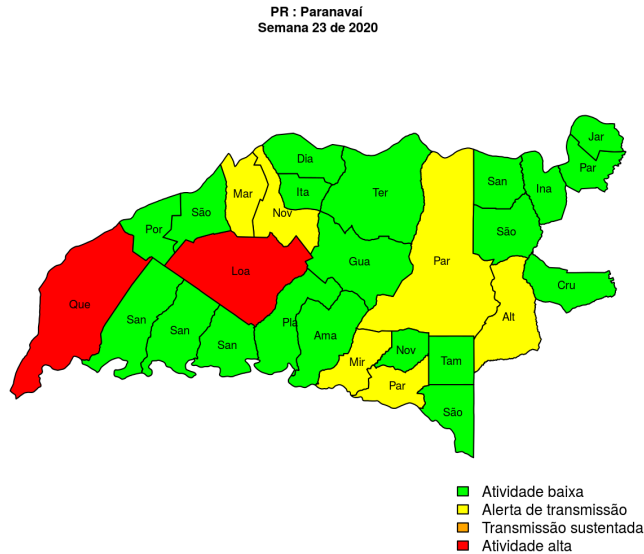 PR : Paranavaí
Semana 23 de 2020
Jar
Dia
Par
San
Ita
Ina
Mar
Ter
São
Nov
Por
São
Par
Gua
Loa
Cru
Que
Alt
San
Pla
San
Ama
San
Nov
Mir
Tam
Par
São
Atividade baixa
Alerta de transmissão
Transmissão sustentada
Atividade alta